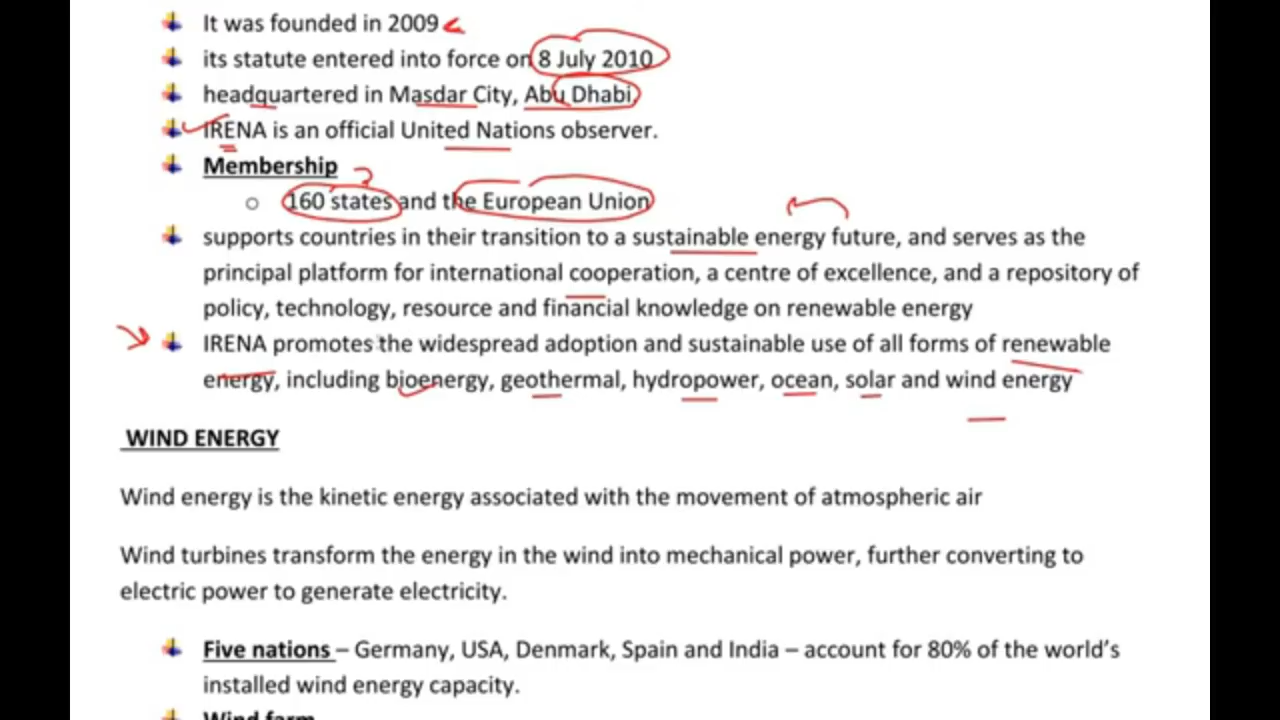 It was founded in 2009
its statute entered into force on 8 July 2010
headquartered in Masdar City, Abu Dhabi,
IRENA is an official United Nations observer.
Membership
160 states and the European Union
supports countries in their transition to a sustainable energy future, and serves as the
principal platform for international cooperation, a centre of excellence, and a repository of
policy, technology, resource and financial knowledge on renewable energy
IRENA promotes the widespread adoption and sustainable use of all forms of renewable
energy, including bioenergy, geothermal, hydropower, ocean, solar and wind energy
WIND ENERGY
Wind energy is the kinetic energy associated with the movement of atmospheric air
Wind turbines transform the energy in the wind into mechanical power, further converting to
electric power to generate electricity.
Five nations – Germany, USA, Denmark, Spain and India – account for 80% of the world's
installed wind energy capacity.
Wind farm